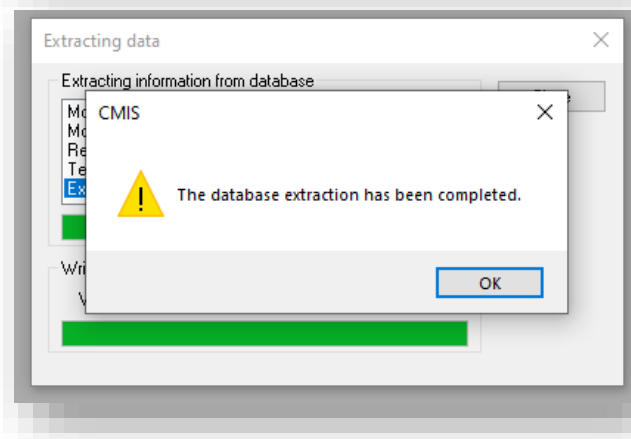 Extracting data
Extracting information from database
CMIS
The database extraction has been completed.
OK